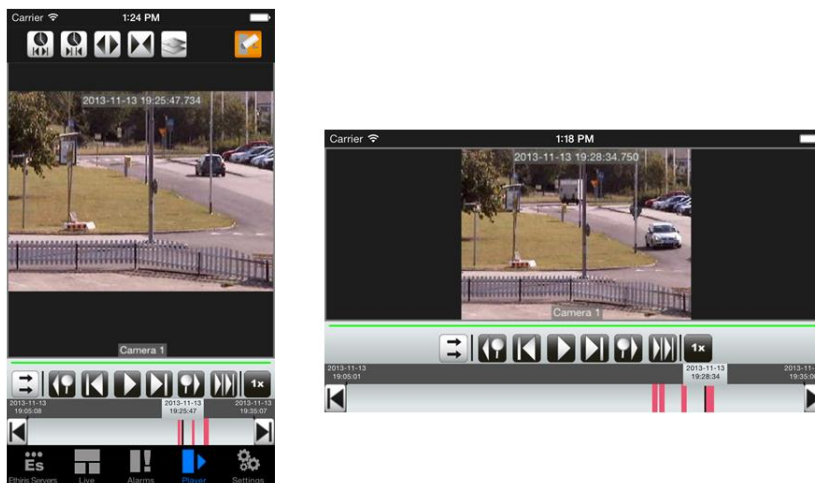 Carrier 1:24 PM
2013-11-13 19:25:47.734
Camera 1
1x
2013-11-13 2013-11-13 2013-11-13
19:05:08 19:25:47 19:35:07
Es
Ethiris Servers Live Alarms Player Settings
Carrier 1:18 PM
2013-11-13 19:28:34.750
Camera 1
1x
2013-11-13 2013-11-13 2013-11-
19:05:01 19:28:34 19:35:0